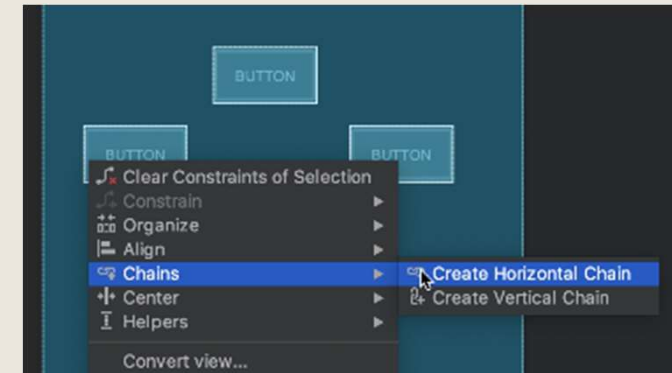 BUTTON
BUTTON
BUTTON
Clear Constraints of Selection
Constrain
Organize
Align
Chains
Create Horizontal Chain
Center
Create Vertical Chain
Helpers
Convert view...